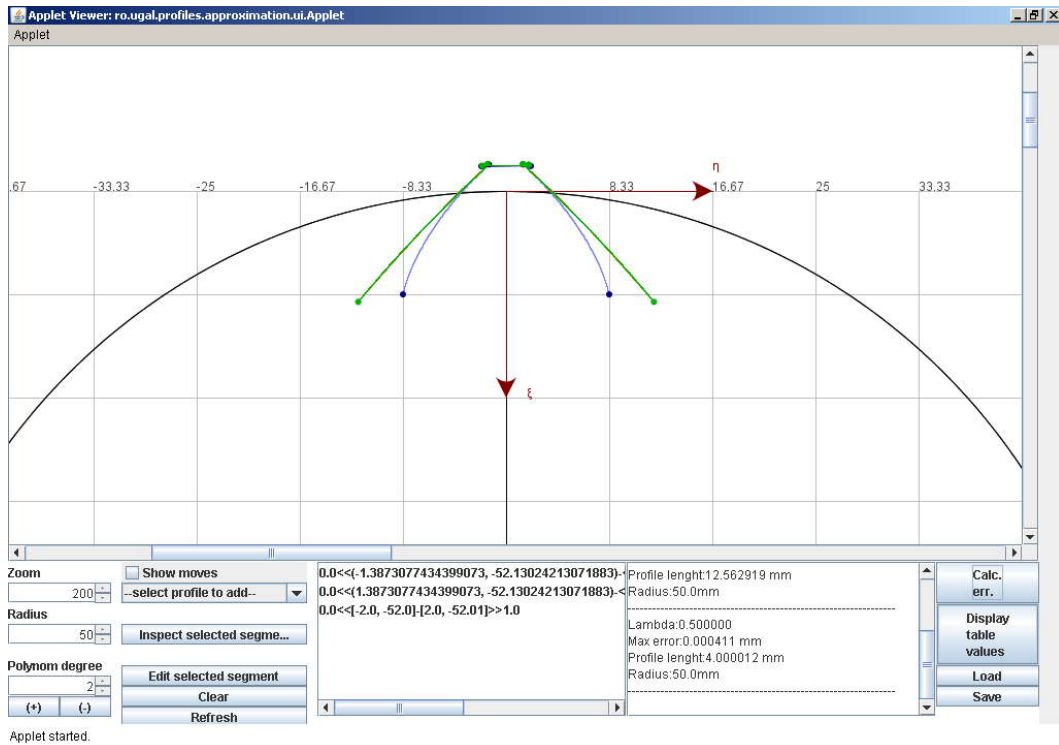 Applet Viewer: ro.ugal.profiles.approximation.ui.Applet
Applet
η
.67 -33.33 -25 -16.67 -8.33 8.33 16.67 25 33.33
ξ
Zoom
200
Radius
50
Polynom degree
2
(+) (-)
Show moves
--select profile to add--
Inspect selected segme...
Edit selected segment
Clear
Refresh
0.0<<(-1.3873077434399073, -52.13024213071883)-<
0.0<<(1.3873077434399073, -52.13024213071883)-<
0.0<<[-2.0, -52.0]-[2.0, -52.01]>>1.0
Profile lenght:12.562919 mm
Radius:50.0mm
Lambda:0.500000
Max error:0.000411 mm
Profile lenght:4.000012 mm
Radius:50.0mm
Calc.
err.
Display
table
values
Load
Save
Applet started.